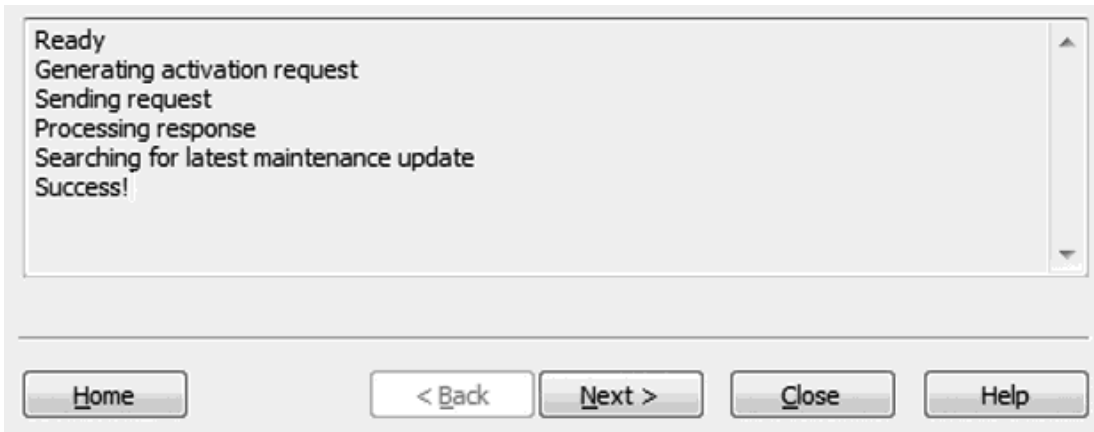 Ready
Generating activation request
Sending request
Processing response
Searching for latest maintenance update
Success!
Home < Back Next > Close Help